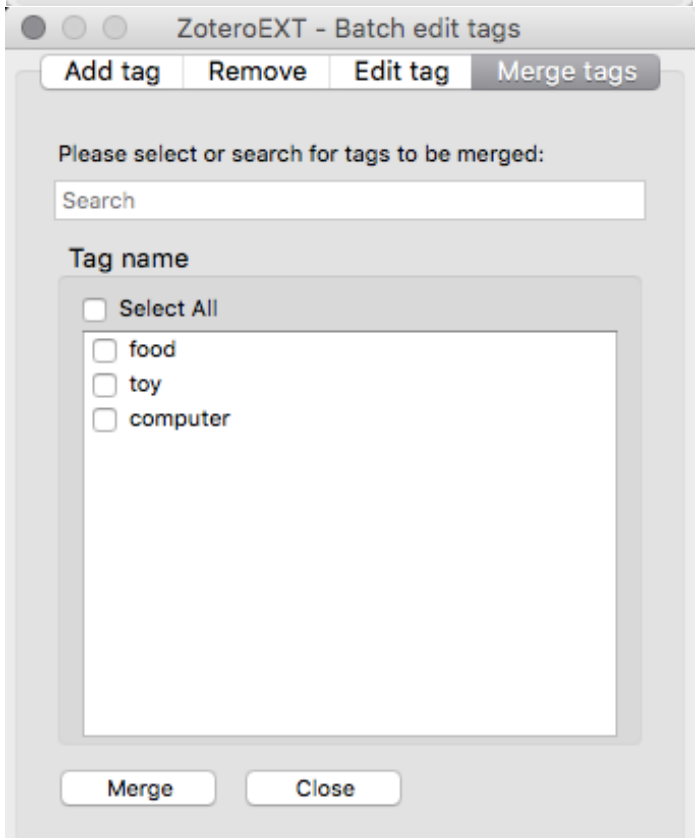 ZoteroEXT - Batch edit tags
Add tag Remove Edit tag Merge tags
Please select or search for tags to be merged:
Search
Tag name
Select All
food
toy
computer
Merge Close